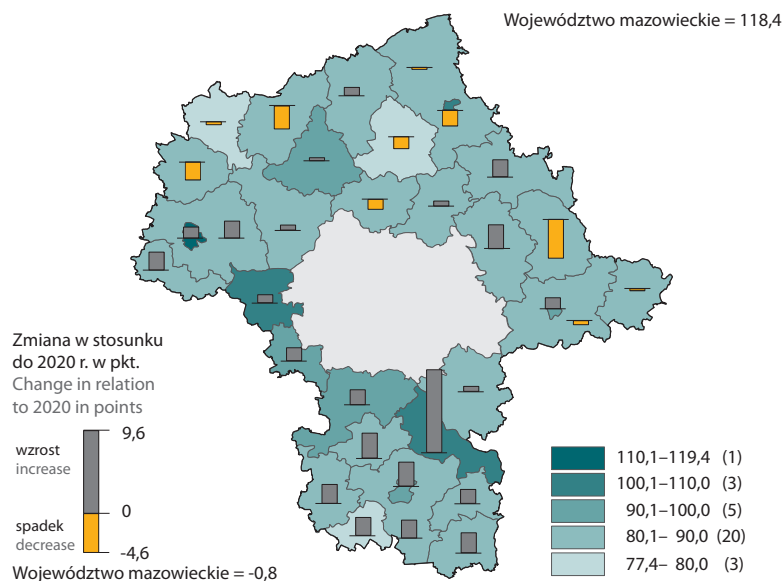 Województwo mazowieckie = 118,4
Zmiana w stosunku
do 2020 r. w pkt.
Change in relation
to 2020 in points
9,6
wzrost
increase
0
spadek
decrease
-4,6
Województwo mazowieckie = -0,8
110,1–119,4 (1)
100,1–110,0 (3)
90,1–100,0 (5)
80,1– 90,0 (20)
77,4– 80,0 (3)